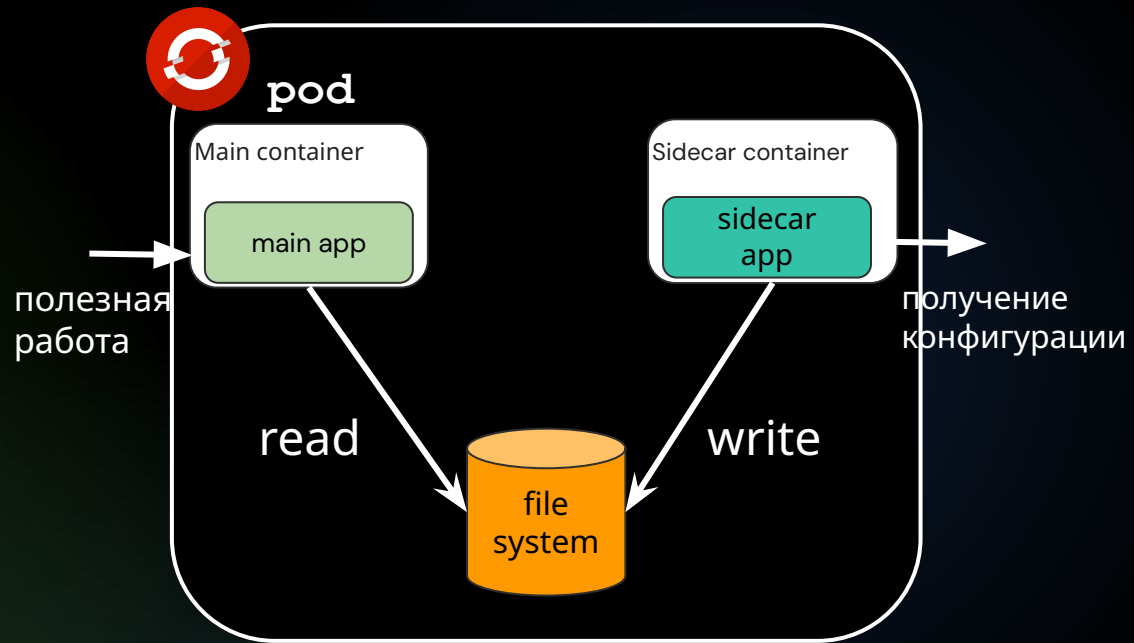 pod
Main container
main app
Sidecar container
sidecar
app
полезная
работа
получение
конфигурации
read
write
file
system